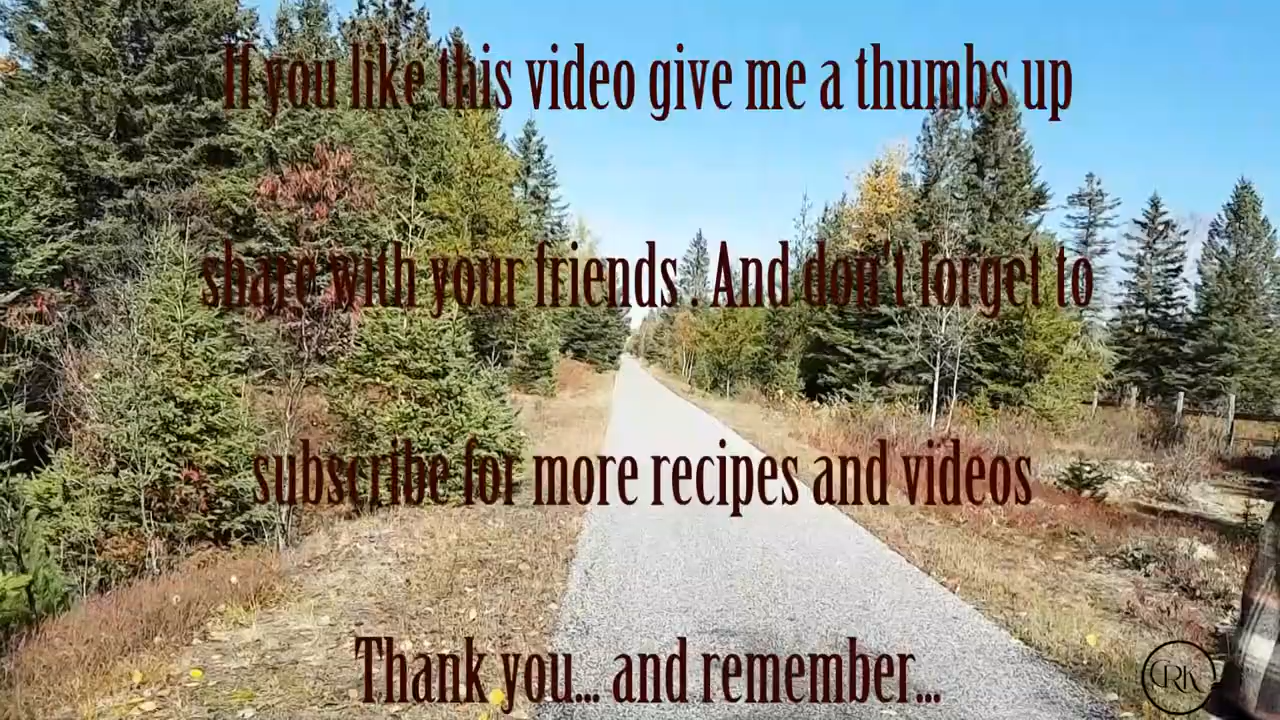 If you like this video give me a thumbs up
share with your friends . And don't forget to
subscribe for more recipes and videos
Thank you... and remember...
CRK